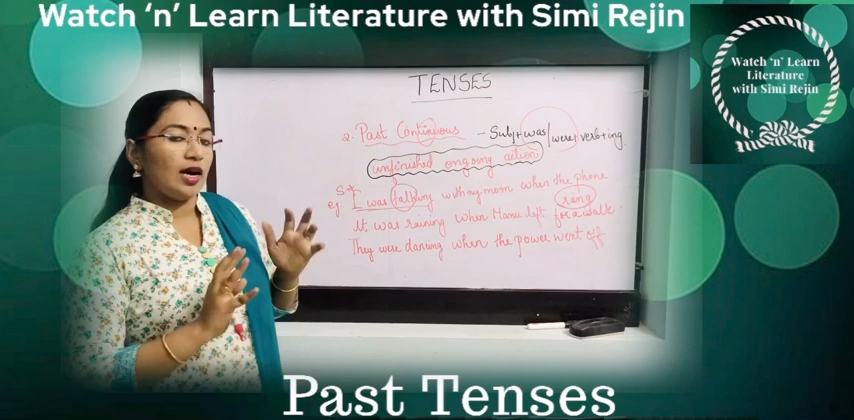 Watch ‘n’ Learn Literature with Simi Rejin
Watch ‘n’ Learn
Literature
with Simi Rejin
TENSES
2. Past Continuous - Subj+was/were+verb+ing.
unfinished ongoing action
S
eg: I was talking with my mom when the phone
rang
It was raining when Manu left for a walk
They were dancing when the power went off
Past Tenses